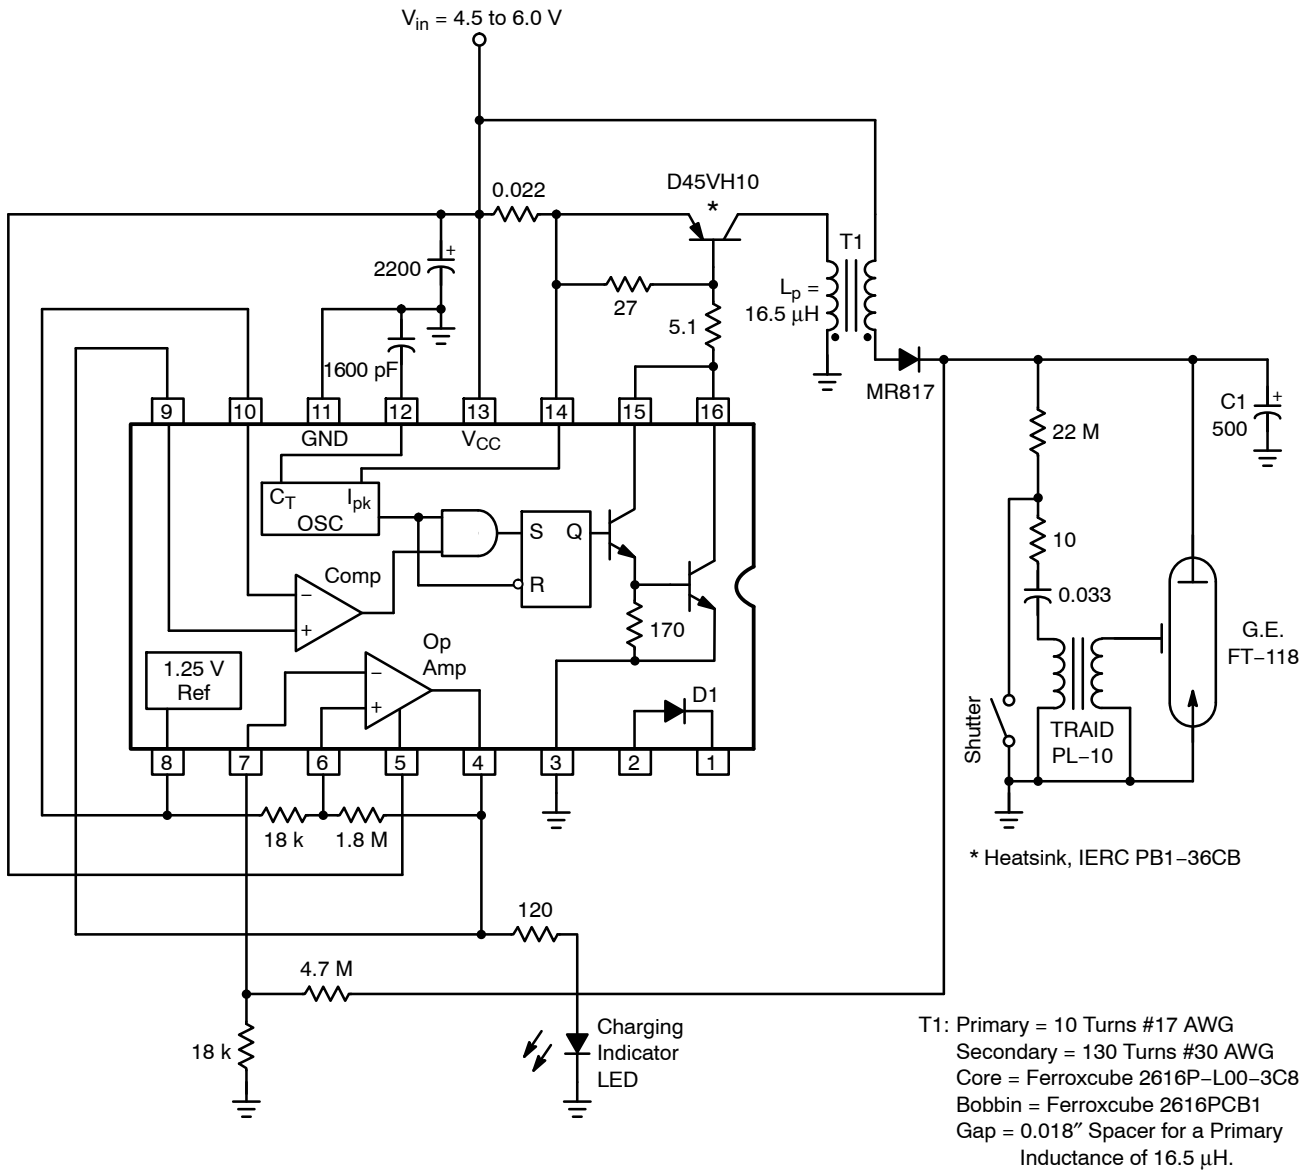 V_in = 4.5 to 6.0 V
0.022
D45VH10
*
T1
+
2200
27
L_p =
16.5 μH
5.1
1600 pF
MR817
C1
500
+
22 M
9
10
11
12
13
14
15
16
GND
V_CC
C_T
I_pk
OSC
10
S
Q
R
Comp
−
+
0.033
170
Op
Amp
G.E.
FT−118
1.25 V
Ref
−
+
D1
Shutter
TRAID
PL−10
8
7
6
5
4
3
2
1
18 k
1.8 M
* Heatsink, IERC PB1−36CB
120
4.7 M
18 k
Charging
Indicator
LED
T1: Primary = 10 Turns #17 AWG
Secondary = 130 Turns #30 AWG
Core = Ferroxcube 2616P−L00−3C8
Bobbin = Ferroxcube 2616PCB1
Gap = 0.018″ Spacer for a Primary
Inductance of 16.5 μH.